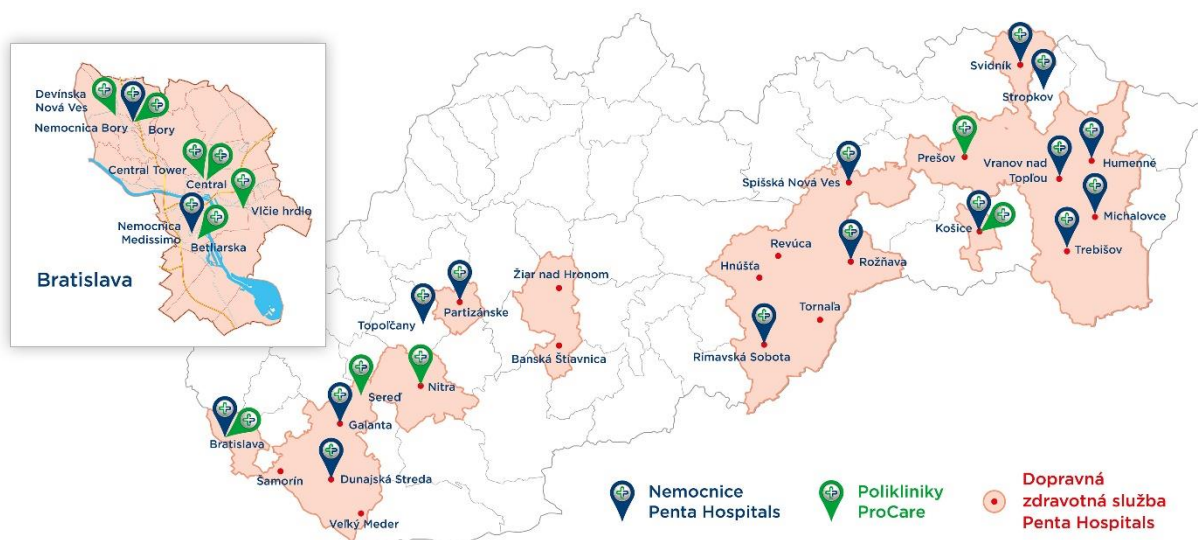 Devínska
Nová Ves
Nemocnica Bory
Bory
Central Tower
Central
Vlčie hrdlo
Nemocnica
Medissimo
Betliarska
Bratislava
Svidník
Stropkov
Prešov
Vranov nad
Topľou
Humenné
Spišská Nová Ves
Košice
Michalovce
Trebišov
Revúca
Hnúšťa
Rožňava
Tornaľa
Rimavská Sobota
Žiar nad Hronom
Banská Štiavnica
Partizánske
Topoľčany
Nitra
Sereď
Galanta
Bratislava
Šamorín
Dunajská Streda
Veľký Meder
Nemocnice
Penta Hospitals
Polikliniky
ProCare
Dopravná
zdravotná služba
Penta Hospitals